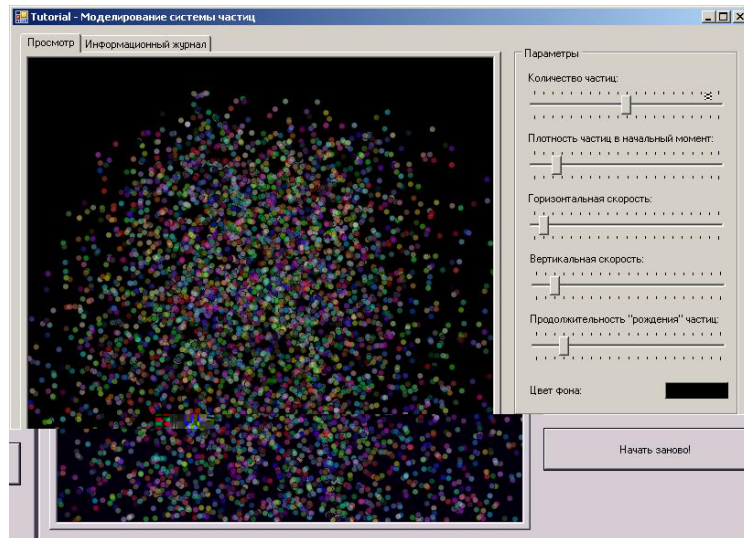 Tutorial - Моделирование системы частиц
Просмотр
Информационный журнал
Параметры
Количество частиц:
Плотность частиц в начальный момент:
Горизонтальная скорость:
Вертикальная скорость:
Продолжительность "рождения" частиц:
Цвет фона:
Начать заново!